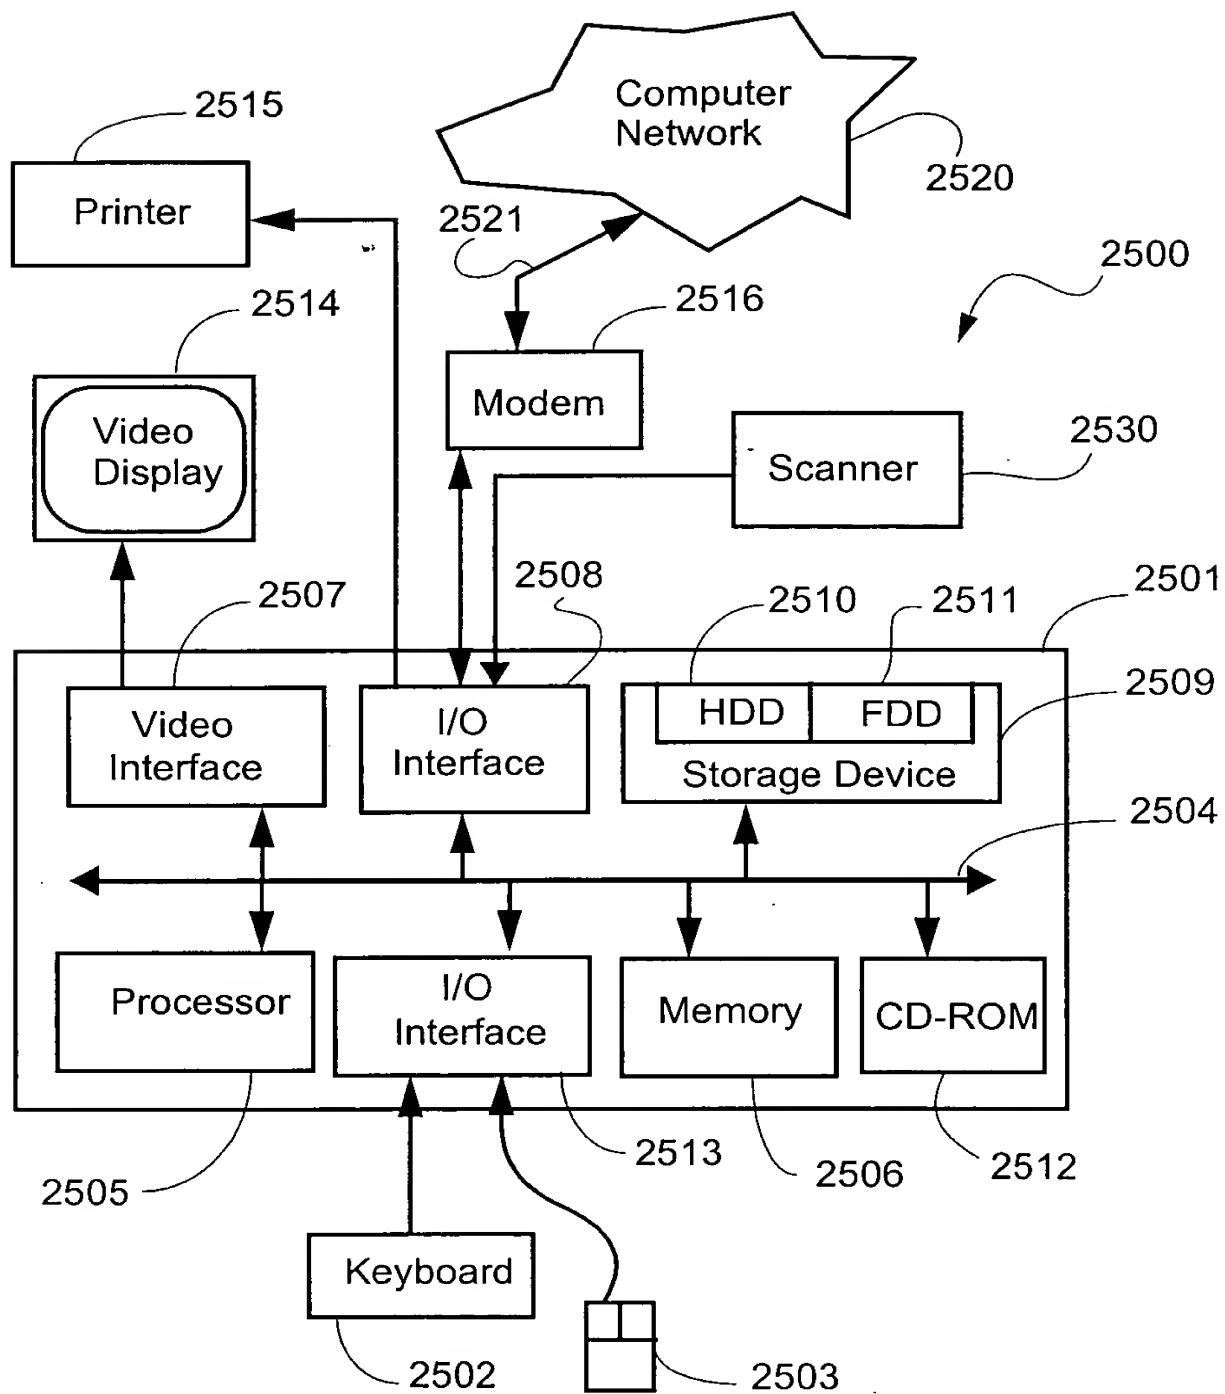 Computer
Network
2515
2520
Printer
2521
2500
2514
2516
Modem
Video
Display
2530
Scanner
2508
2507
2510
2511
2501
2509
HDD
FDD
I/O
Interface
Video
Interface
Storage Device
2504
Processor
I/O
Interface
Memory
CD-ROM
2513
2512
2506
2505
Keyboard
2502
2503